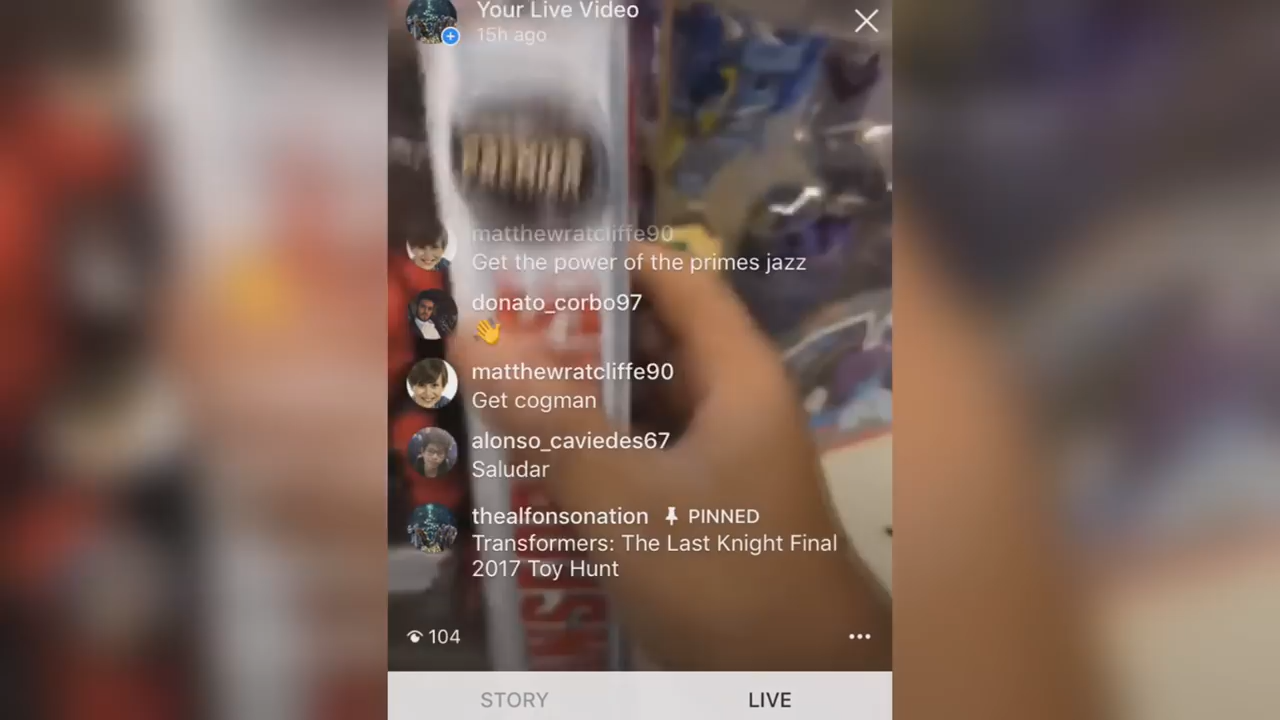 Your Live Video
15h ago
matthewratcliffe90
Get the power of the primes jazz
donato_corbo97
👋
matthewratcliffe90
Get cogman
alonso_caviedes67
Saludar
thealfonsonation PINNED
Transformers: The Last Knight Final
2017 Toy Hunt
104
STORY
LIVE